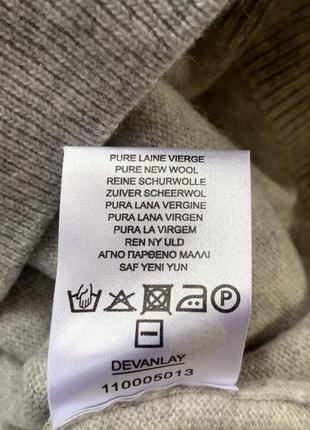 PURE LAINE VIERGE
PURE NEW WOOL
REINE SCHURWOLLE
ZUIVER SCHEERWOL
PURA LANA VERGINE
PURA LANA VIRGEN
PURA LA VIRGEM
REN NY ULD
ΑΓΝΟ ΠΑΡΘΕΝΟ ΜΑΛΛΙ
SAF YENI YUN
P
DEVANLAY
110005013